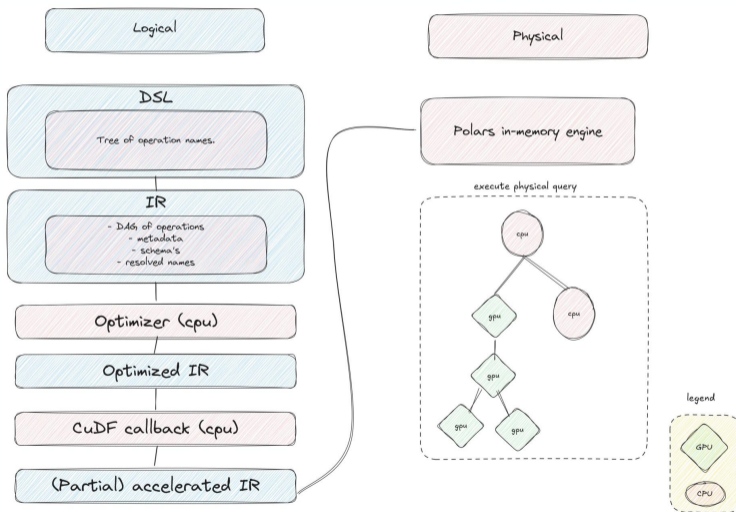 Logical
DSL
Tree of operation names.
IR
- DAG of operations
- metadata
- schema's
- resolved names
Optimizer (cpu)
Optimized IR
CuDF callback (cpu)
(Partial) accelerated IR
Physical
Polars in-memory engine
execute physical query
cpu
gpu
cpu
gpu
gpu
gpu
legend
GPU
CPU